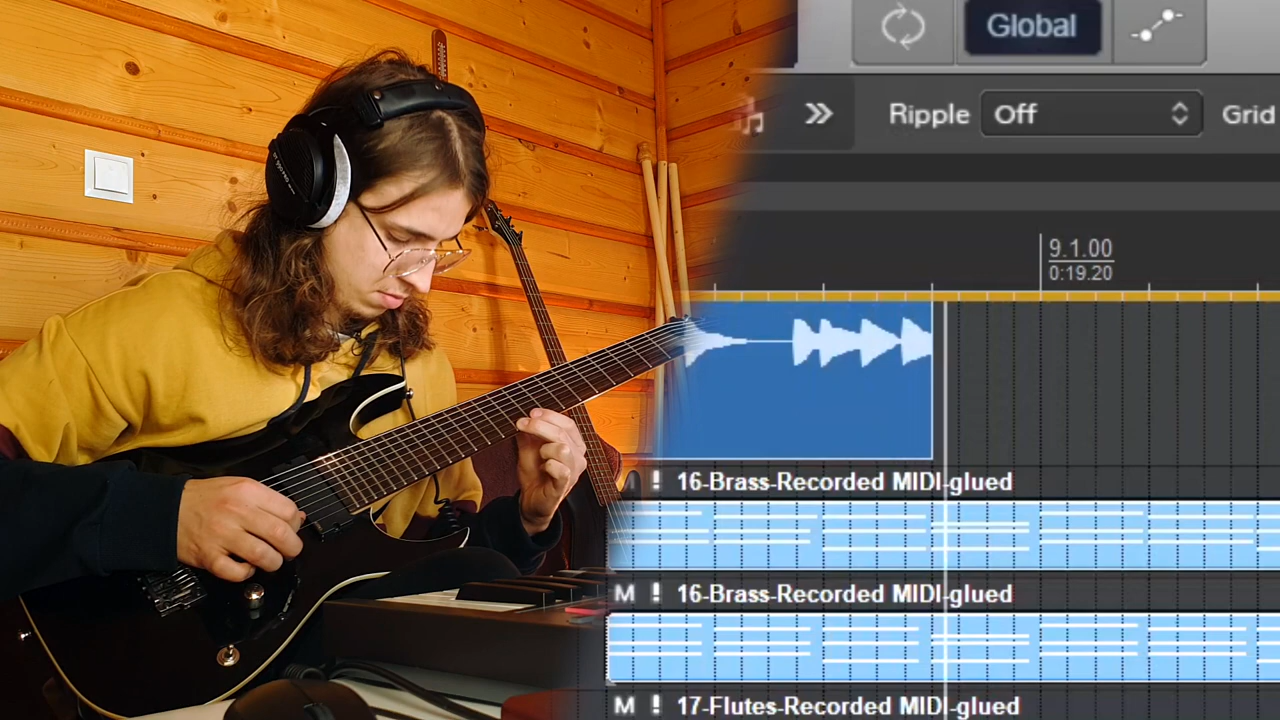 Global
Ripple Off Grid
9.1.00
0:19.20
16-Brass-Recorded MIDI-glued
M ! 16-Brass-Recorded MIDI-glued
M ! 17-Flutes-Recorded MIDI-glued